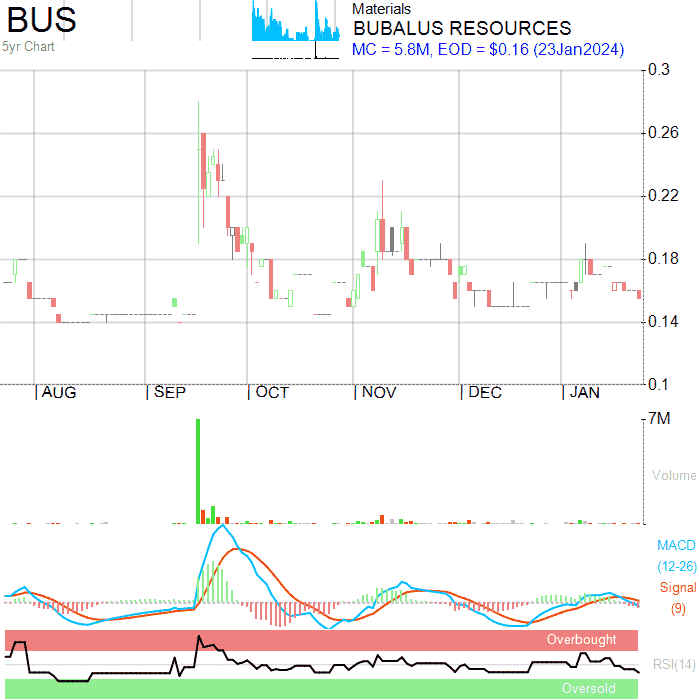 BUS
5yr Chart
Materials
BUBALUS RESOURCES
MC = 5.8M, EOD = $0.16 (23Jan2024)
0.3
0.26
0.22
0.18
0.14
0.1
AUG SEP OCT NOV DEC JAN
7M
Volume
MACD
(12-26)
Signal
(9)
Overbought
RSI(14)
Oversold